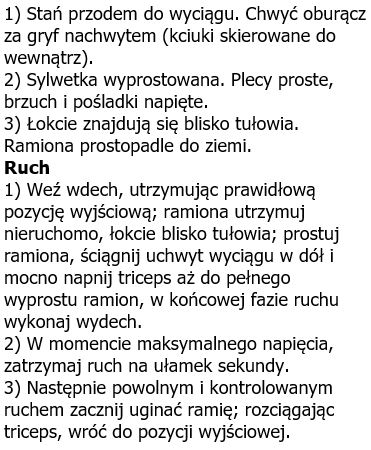 1) Stań przodem do wyciągu. Chwyć oburącz
za gryf nachwytem (kciuki skierowane do
wewnątrz).
2) Sylwetka wyprostowana. Plecy proste,
brzuch i pośladki napięte.
3) Łokcie znajdują się blisko tułowia.
Ramiona prostopadle do ziemi.
Ruch
1) Weź wdech, utrzymując prawidłową
pozycję wyjściową; ramiona utrzymuj
nieruchomo, łokcie blisko tułowia; prostuj
ramiona, ściągnij uchwyt wyciągu w dół i
mocno napnij triceps aż do pełnego
wyprostu ramion, w końcowej fazie ruchu
wykonaj wydech.
2) W momencie maksymalnego napięcia,
zatrzymaj ruch na ułamek sekundy.
3) Następnie powolnym i kontrolowanym
ruchem zacznij uginać ramię; rozciągając
triceps, wróć do pozycji wyjściowej.